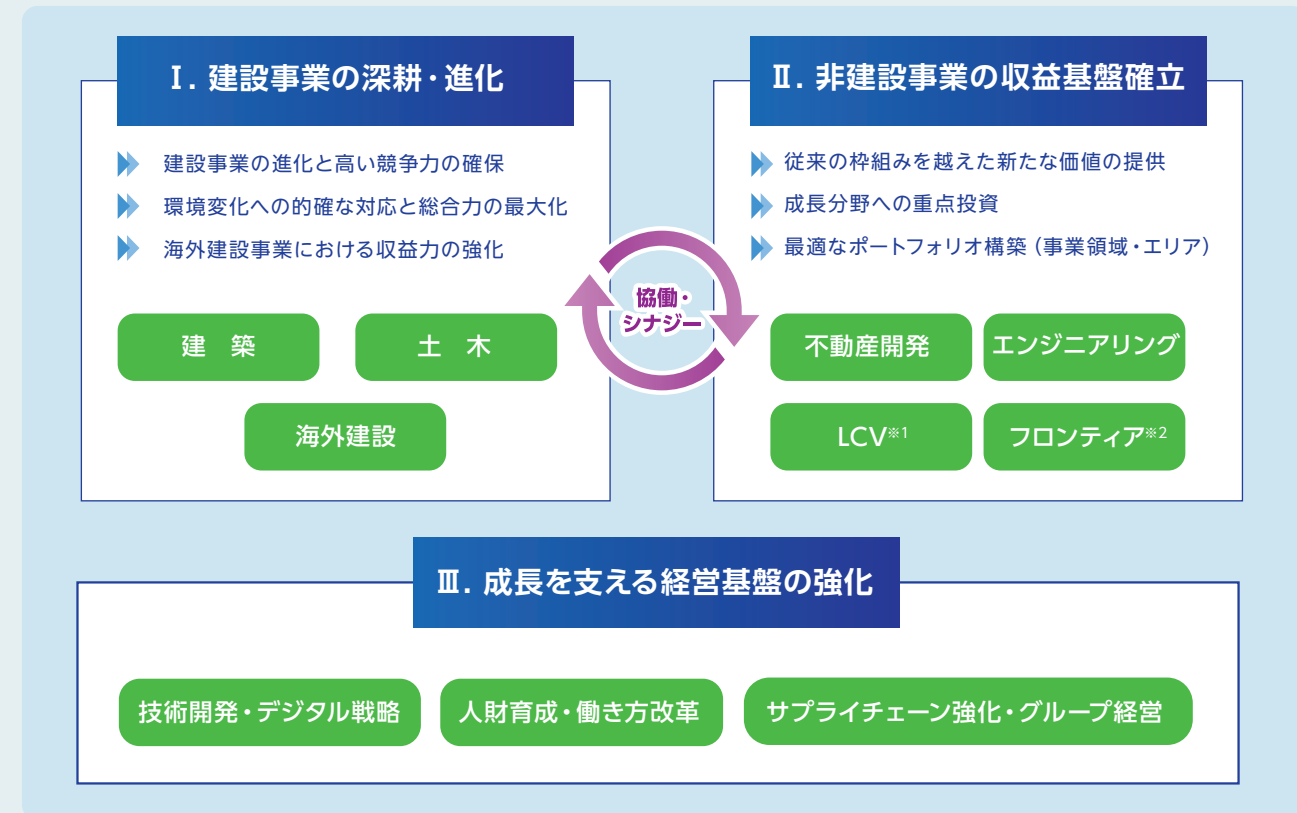 Ⅰ. 建設事業の深耕・進化
建設事業の進化と高い競争力の確保
環境変化への的確な対応と総合力の最大化
海外建設事業における収益力の強化
建　築
土　木
海外建設
協働・
シナジー
Ⅱ. 非建設事業の収益基盤確立
従来の枠組みを越えた新たな価値の提供
成長分野への重点投資
最適なポートフォリオ構築（事業領域・エリア）
不動産開発
エンジニアリング
LCV※1
フロンティア※2
Ⅲ. 成長を支える経営基盤の強化
技術開発・デジタル戦略
人財育成・働き方改革
サプライチェーン強化・グループ経営